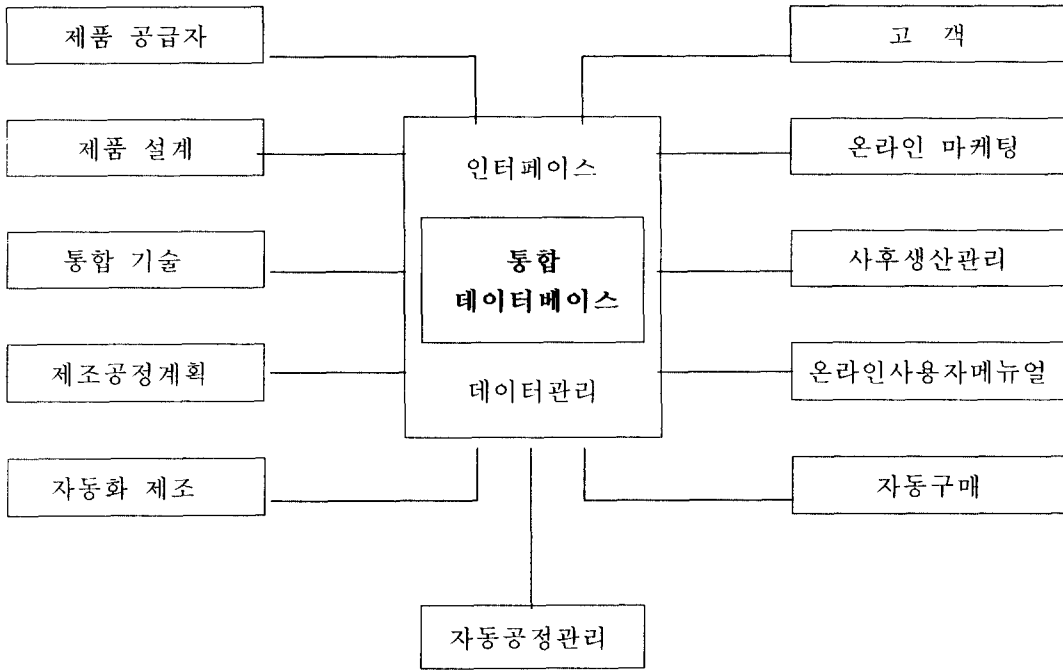 제품 공급자
고 객
제품 설계
온라인 마케팅
인터페이스
통합 기술
통합
데이터베이스
사후생산관리
제조공정계획
데이터관리
온라인사용자메뉴얼
자동화 제조
자동구매
자동공정관리